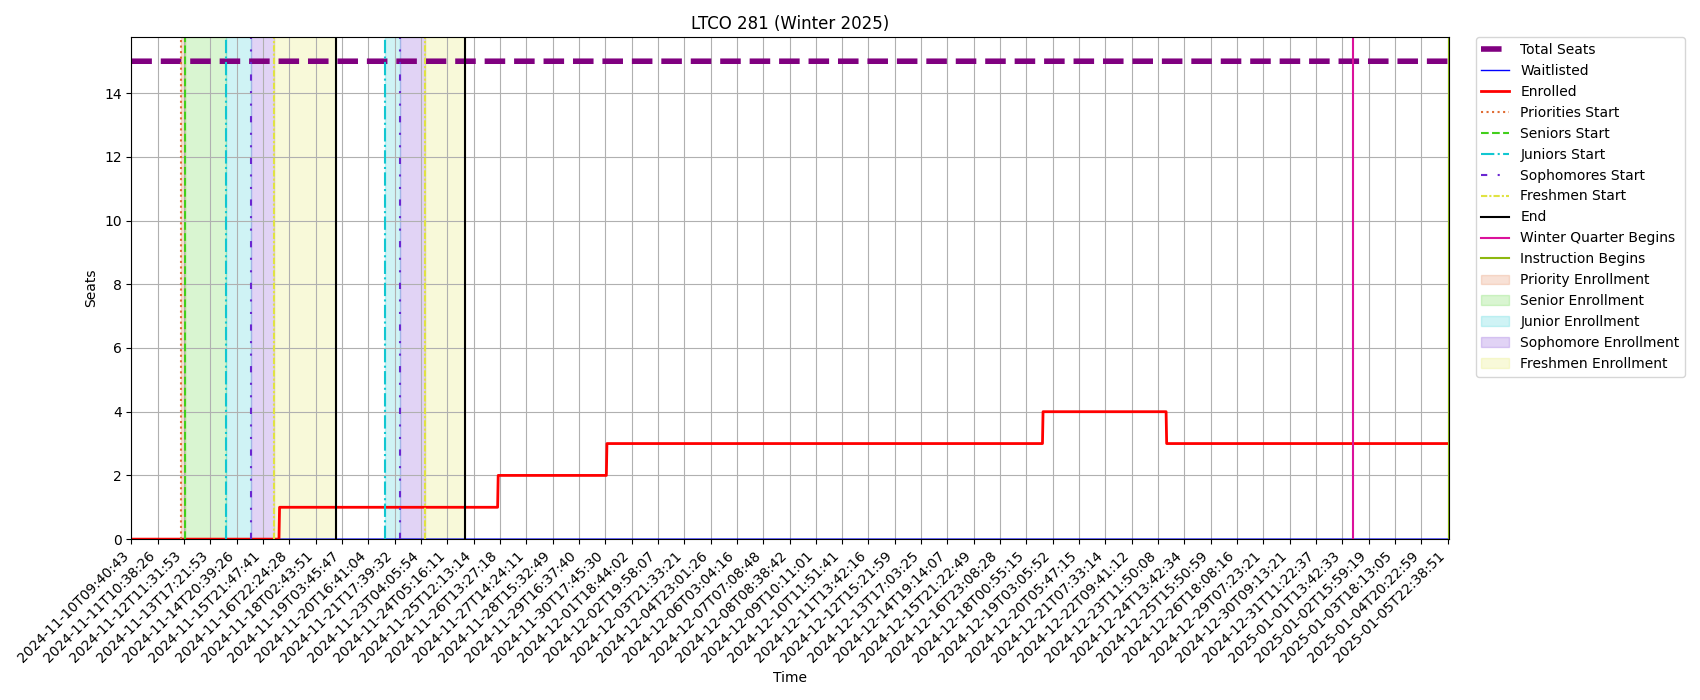 LTCO 281 (Winter 2025)
Seats
14
12
10
8
6
4
2
0
2024-11-10T09:40:43
2024-11-11T10:38:26
2024-11-12T11:31:53
2024-11-13T17:21:53
2024-11-14T20:39:26
2024-11-15T21:47:41
2024-11-16T22:24:28
2024-11-18T02:43:51
2024-11-19T03:45:47
2024-11-20T16:41:04
2024-11-21T17:39:32
2024-11-23T04:05:54
2024-11-24T05:16:11
2024-11-25T12:13:14
2024-11-26T13:27:18
2024-11-27T14:24:11
2024-11-28T15:32:49
2024-11-29T16:37:40
2024-11-30T17:45:30
2024-12-01T18:44:02
2024-12-02T19:58:07
2024-12-03T21:33:21
2024-12-04T23:01:26
2024-12-06T03:04:16
2024-12-07T07:08:48
2024-12-08T08:38:42
2024-12-09T10:11:01
2024-12-10T11:51:41
2024-12-11T13:42:16
2024-12-12T15:21:59
2024-12-13T17:03:25
2024-12-14T19:14:07
2024-12-15T21:22:49
2024-12-16T23:08:28
2024-12-18T00:55:15
2024-12-19T03:05:52
2024-12-20T05:47:15
2024-12-21T07:33:14
2024-12-22T09:41:12
2024-12-23T11:50:08
2024-12-24T13:42:34
2024-12-25T15:50:59
2024-12-26T18:08:16
2024-12-29T07:23:21
2024-12-30T09:13:21
2024-12-31T11:22:37
2025-01-01T13:42:33
2025-01-02T15:59:19
2025-01-03T18:13:05
2025-01-04T20:22:59
2025-01-05T22:38:51
Time
Total Seats
Waitlisted
Enrolled
Priorities Start
Seniors Start
Juniors Start
Sophomores Start
Freshmen Start
End
Winter Quarter Begins
Instruction Begins
Priority Enrollment
Senior Enrollment
Junior Enrollment
Sophomore Enrollment
Freshmen Enrollment